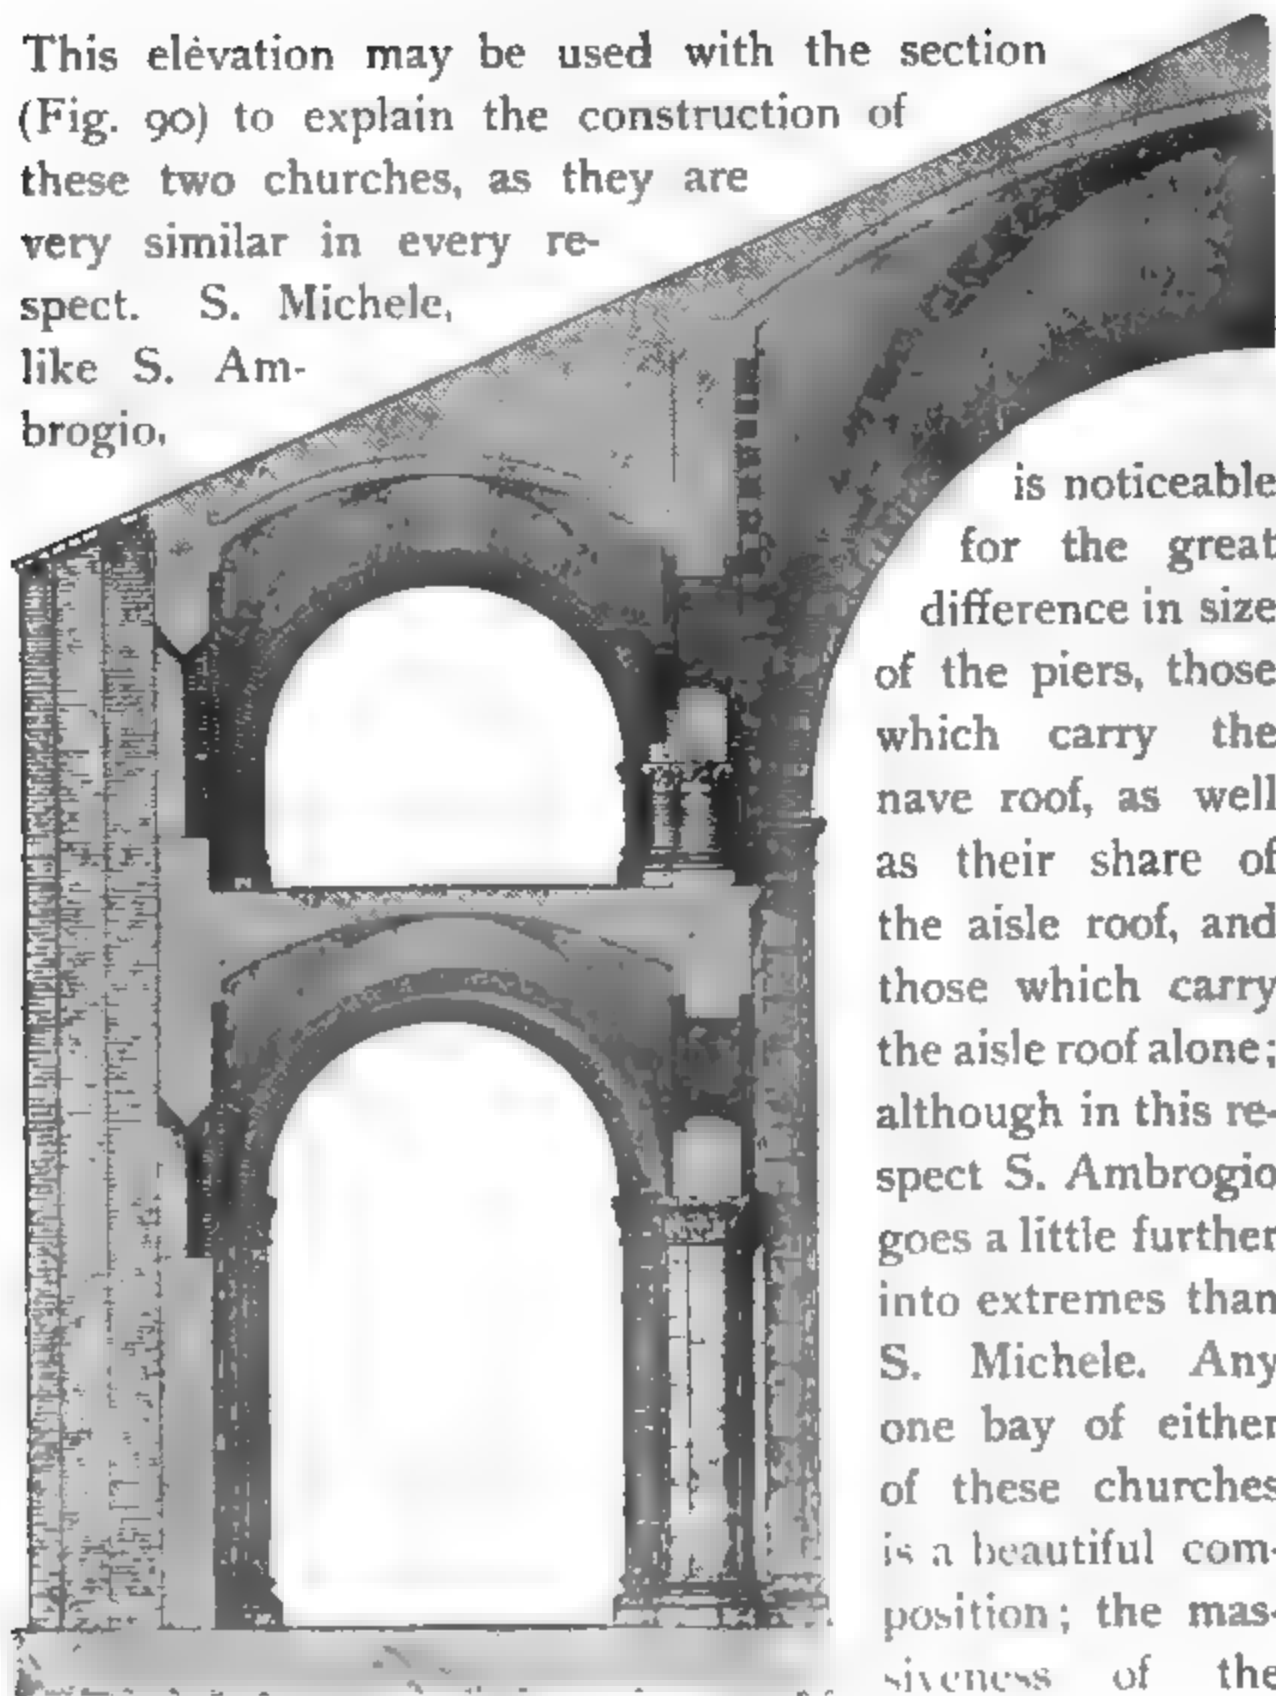 This elevation may be used with the section
(Fig. 90) to explain the construction of
these two churches, as they are
very similar in every re-
spect. S. Michele,
like S. Am-
brogio,
is noticeable
for the great
difference in size
of the piers, those
which carry the
nave roof, as well
as their share of
the aisle roof, and
those which carry
the aisle roof alone;
although in this re-
spect S. Ambrogio
goes a little further
into extremes than
S. Michele. Any
one bay of either
of these churches
is a beautiful com-
position; the mas-
siveness of the